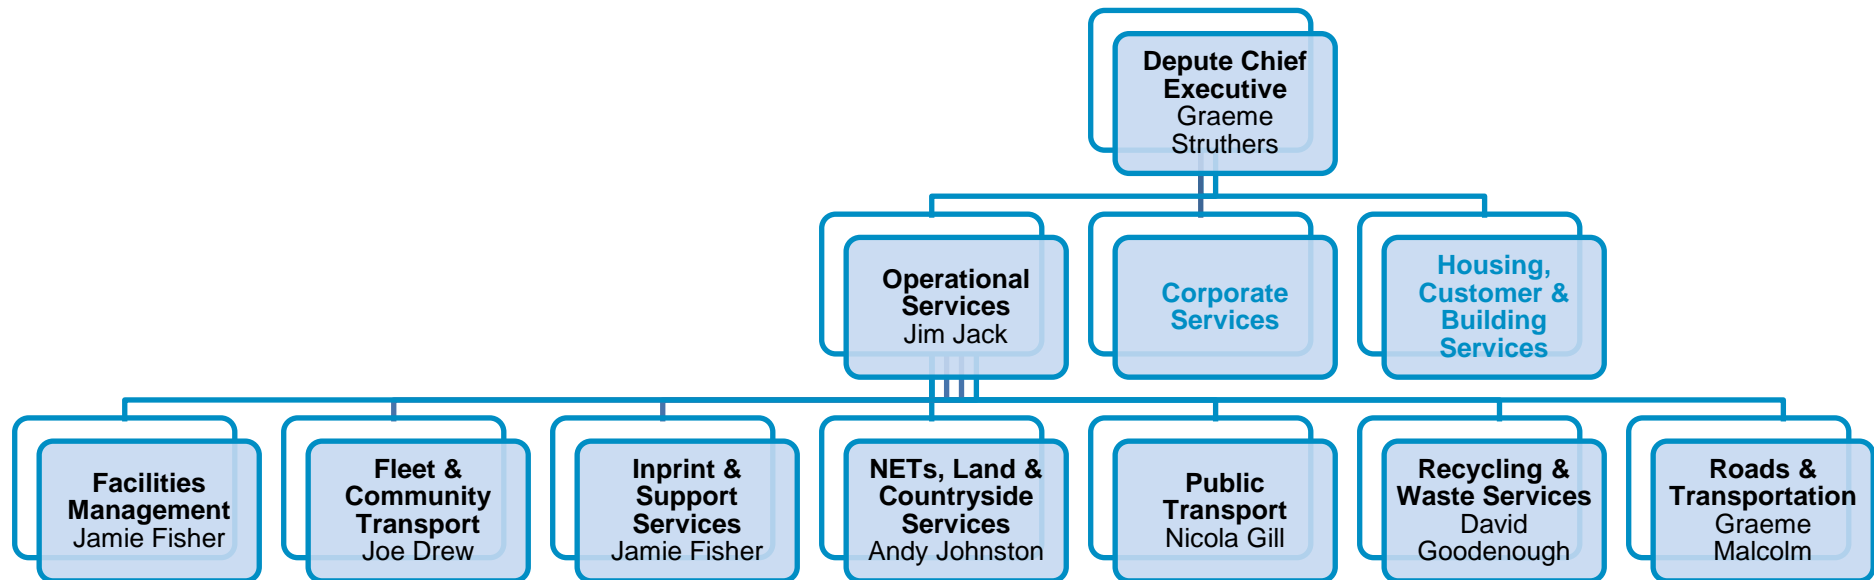 Depute Chief
Executive
Graeme
Struthers
Operational
Services
Jim Jack
Corporate
Services
Housing,
Customer &
Building
Services
Facilities
Management
Jamie Fisher
Fleet &
Community
Transport
Joe Drew
Inprint &
Support
Services
Jamie Fisher
NETs, Land &
Countryside
Services
Andy Johnston
Public
Transport
Nicola Gill
Recycling &
Waste Services
David
Goodenough
Roads &
Transportation
Graeme
Malcolm